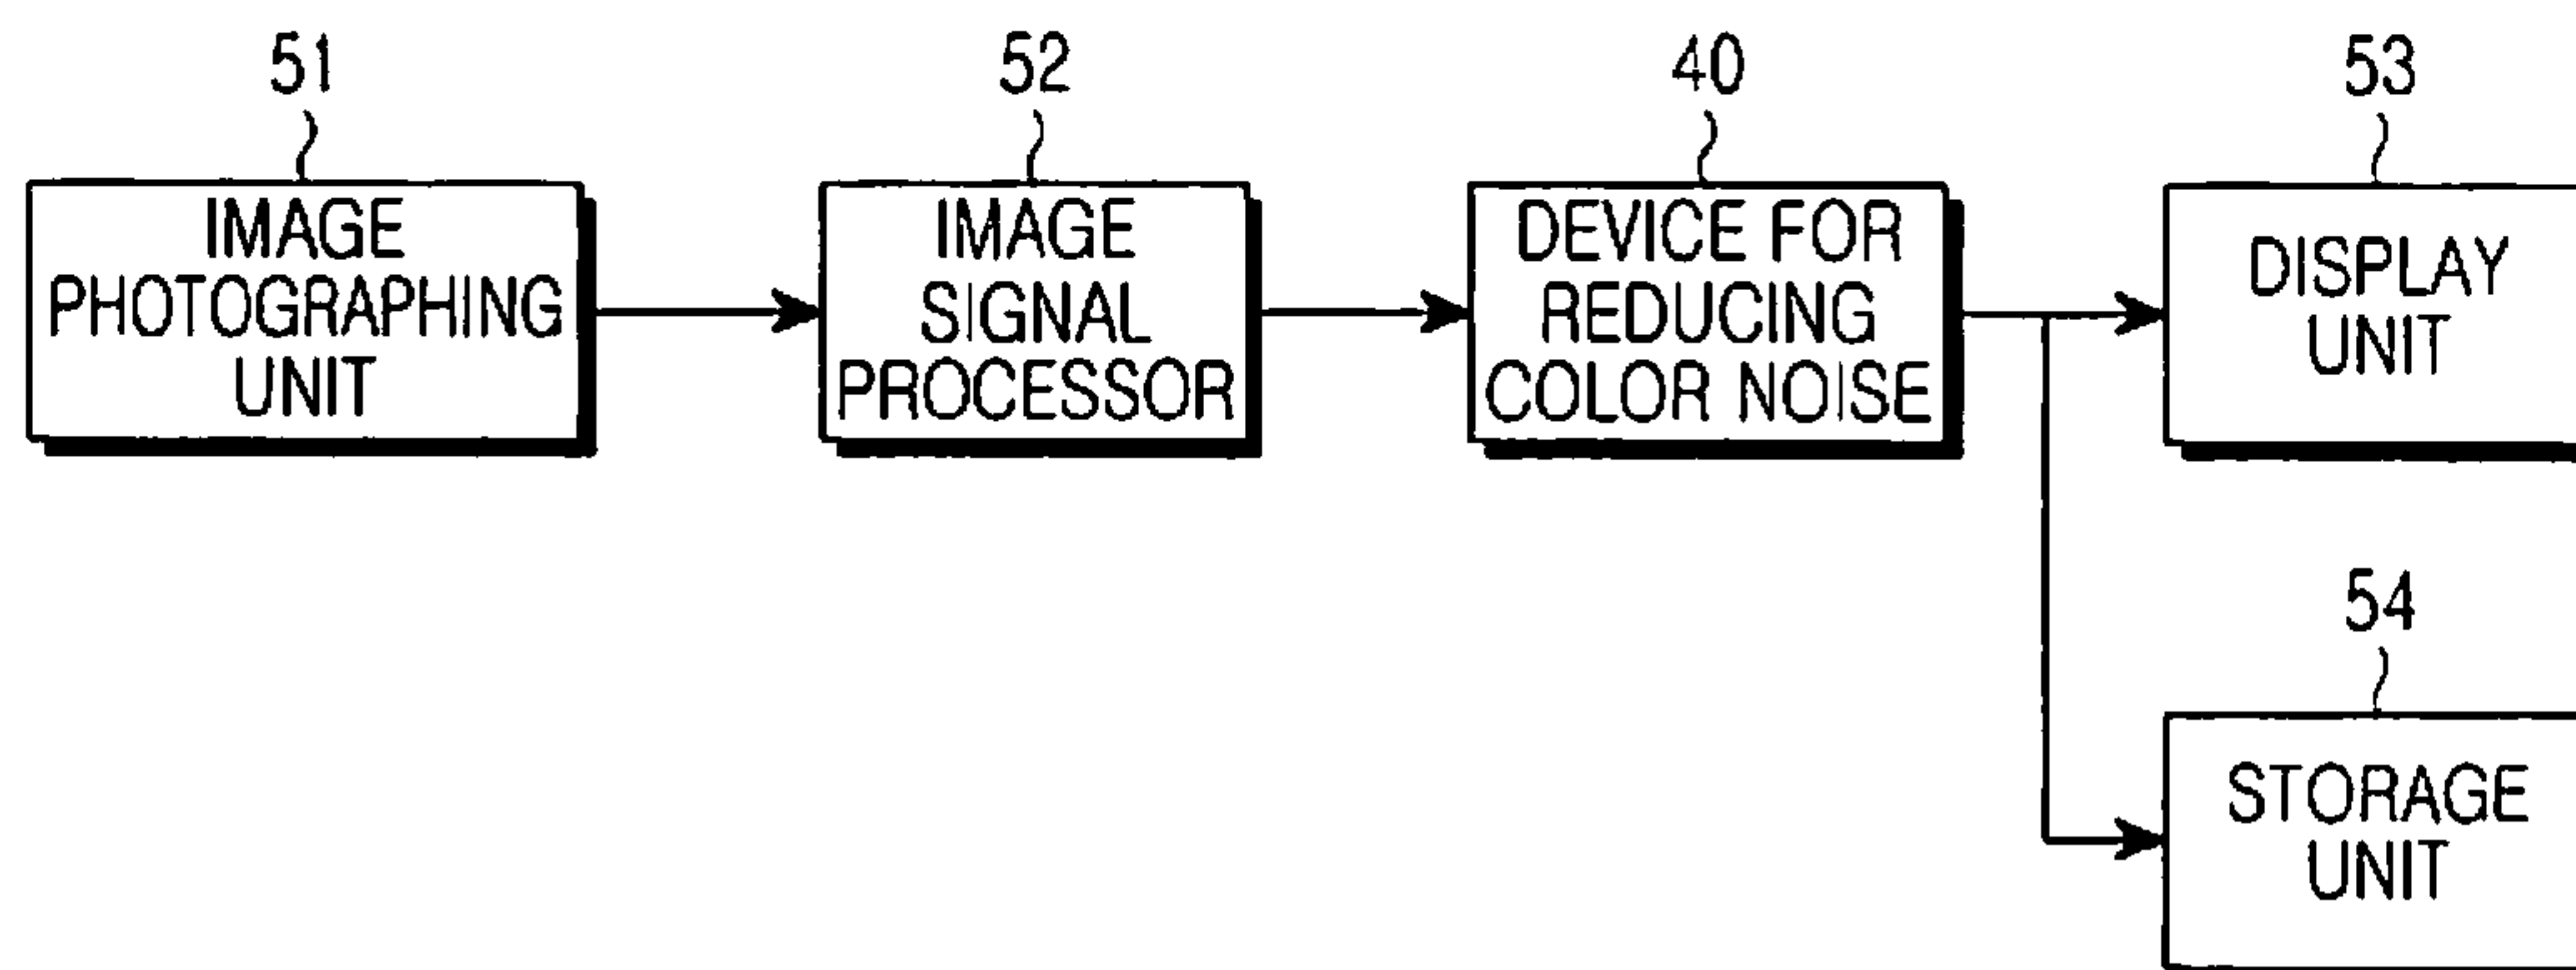 51
IMAGE
PHOTOGRAPHING
UNIT
52
IMAGE
SIGNAL
PROCESSOR
40
DEVICE FOR
REDUCING
COLOR NOISE
53
DISPLAY
UNIT
54
STORAGE
UNIT